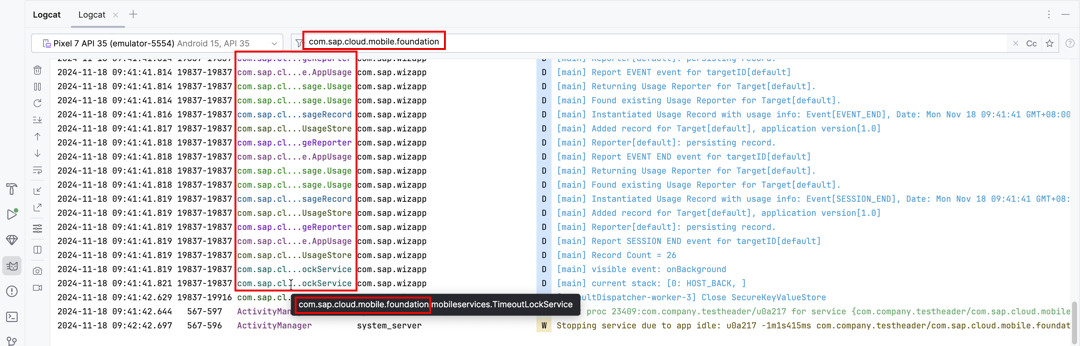 Logcat Logcat
Pixel 7 API 35 (emulator-5554) Android 15, API 35 com.sap.cloud.mobile.foundation Cc
2024-11-18 09:41:41.814 19837-19837 com.sap.cl...geReporter com.sap.wizapp D [main] Reporter[default]: persisting record.
2024-11-18 09:41:41.814 19837-19837 com.sap.cl...e.AppUsage com.sap.wizapp D [main] Report EVENT event for targetID[default]
2024-11-18 09:41:41.814 19837-19837 com.sap.cl...sage.Usage com.sap.wizapp D [main] Returning Usage Reporter for Target[default].
2024-11-18 09:41:41.814 19837-19837 com.sap.cl...sage.Usage com.sap.wizapp D [main] Found existing Usage Reporter for Target[default].
2024-11-18 09:41:41.816 19837-19837 com.sap.cl...sageRecord com.sap.wizapp D [main] Instantiated Usage Record with usage info: Event[EVENT_END], Date: Mon Nov 18 09:41:41 GMT+08:00
2024-11-18 09:41:41.817 19837-19837 com.sap.cl...UsageStore com.sap.wizapp D [main] Added record for Target[default], application version[1.0]
2024-11-18 09:41:41.818 19837-19837 com.sap.cl...geReporter com.sap.wizapp D [main] Reporter[default]: persisting record.
2024-11-18 09:41:41.818 19837-19837 com.sap.cl...e.AppUsage com.sap.wizapp D [main] Report EVENT END event for targetID[default]
2024-11-18 09:41:41.818 19837-19837 com.sap.cl...sage.Usage com.sap.wizapp D [main] Returning Usage Reporter for Target[default].
2024-11-18 09:41:41.818 19837-19837 com.sap.cl...sage.Usage com.sap.wizapp D [main] Found existing Usage Reporter for Target[default].
2024-11-18 09:41:41.818 19837-19837 com.sap.cl...sageRecord com.sap.wizapp D [main] Instantiated Usage Record with usage info: Event[SESSION_END], Date: Mon Nov 18 09:41:41 GMT+08:
2024-11-18 09:41:41.819 19837-19837 com.sap.cl...UsageStore com.sap.wizapp D [main] Added record for Target[default], application version[1.0]
2024-11-18 09:41:41.819 19837-19837 com.sap.cl...geReporter com.sap.wizapp D [main] Reporter[default]: persisting record.
2024-11-18 09:41:41.819 19837-19837 com.sap.cl...e.AppUsage com.sap.wizapp D [main] Report SESSION END event for targetID[default]
2024-11-18 09:41:41.819 19837-19837 com.sap.cl...UsageStore com.sap.wizapp D [main] Record Count = 26
2024-11-18 09:41:41.819 19837-19837 com.sap.cl...ockService com.sap.wizapp D [main] visible event: onBackground
2024-11-18 09:41:41.821 19837-19837 com.sap.cl...ockService com.sap.wizapp D [main] current stack: [0: HOST_BACK, ]
2024-11-18 09:41:42.629 19837-19916 com.sap.cl aultDispatcher-worker-3] Close SecureKeyValueStore
com.sap.cloud.mobile.foundation mobileservices.TimeoutLockService
2024-11-18 09:41:42.644 567-597 ActivityMan proc 23409:com.company.testheader/u0a217 for service {com.company.testheader/com.sap.cloud.mobile
2024-11-18 09:42:42.697 567-596 ActivityManager system_server W Stopping service due to app idle: u0a217 -1m1s415ms com.company.testheader/com.sap.cloud.mobile.foundat